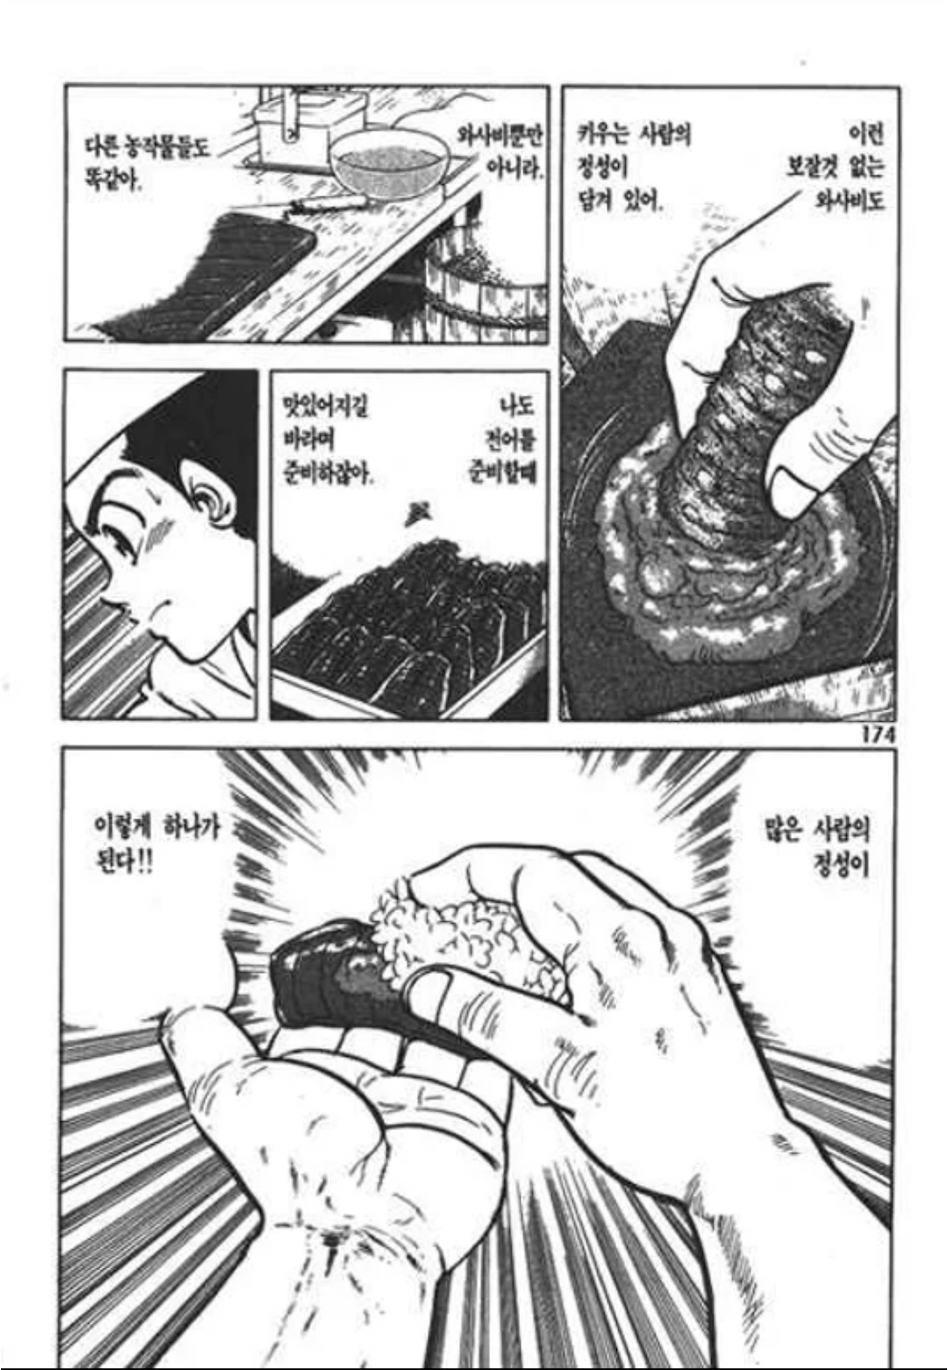 이런
보잘것 없는
와사비도
키우는 사람의
정성이
담겨 있어.
와사비뿐만
아니라.
다른 농작물들도
똑같아.
나도
전어를
준비할때
맛있어지길
바라며
준비하잖아.
174
많은 사람의
정성이
이렇게 하나가
된다!!